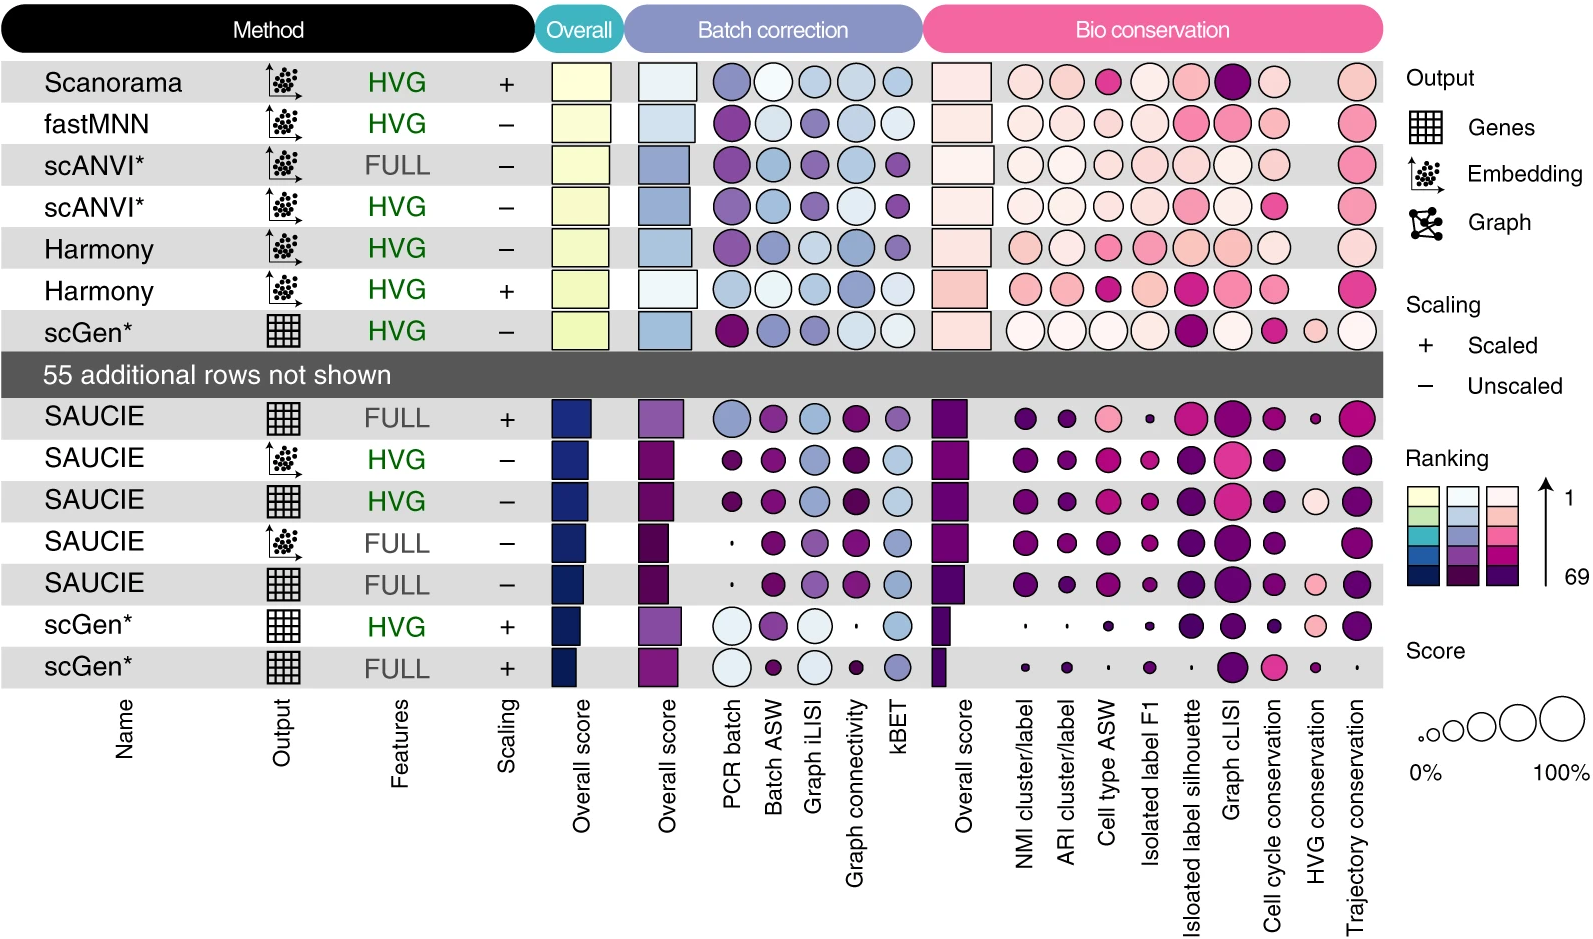 Method Overall Batch correction Bio conservation
Scanorama HVG +
fastMNN HVG −
scANVI* FULL −
scANVI* HVG −
Harmony HVG −
Harmony HVG +
scGen* HVG −
55 additional rows not shown
SAUCIE FULL +
SAUCIE HVG −
SAUCIE HVG −
SAUCIE FULL −
SAUCIE FULL −
scGen* HVG +
scGen* FULL +
Name
Output
Features
Scaling
Overall score
Overall score
PCR batch
Batch ASW
Graph iLISI
Graph connectivity
kBET
Overall score
NMI cluster/label
ARI cluster/label
Cell type ASW
Isolated label F1
Isloated label silhouette
Graph cLISI
Cell cycle conservation
HVG conservation
Trajectory conservation
Output
Genes
Embedding
Graph
Scaling
+ Scaled
− Unscaled
Ranking
1
69
Score
0% 100%